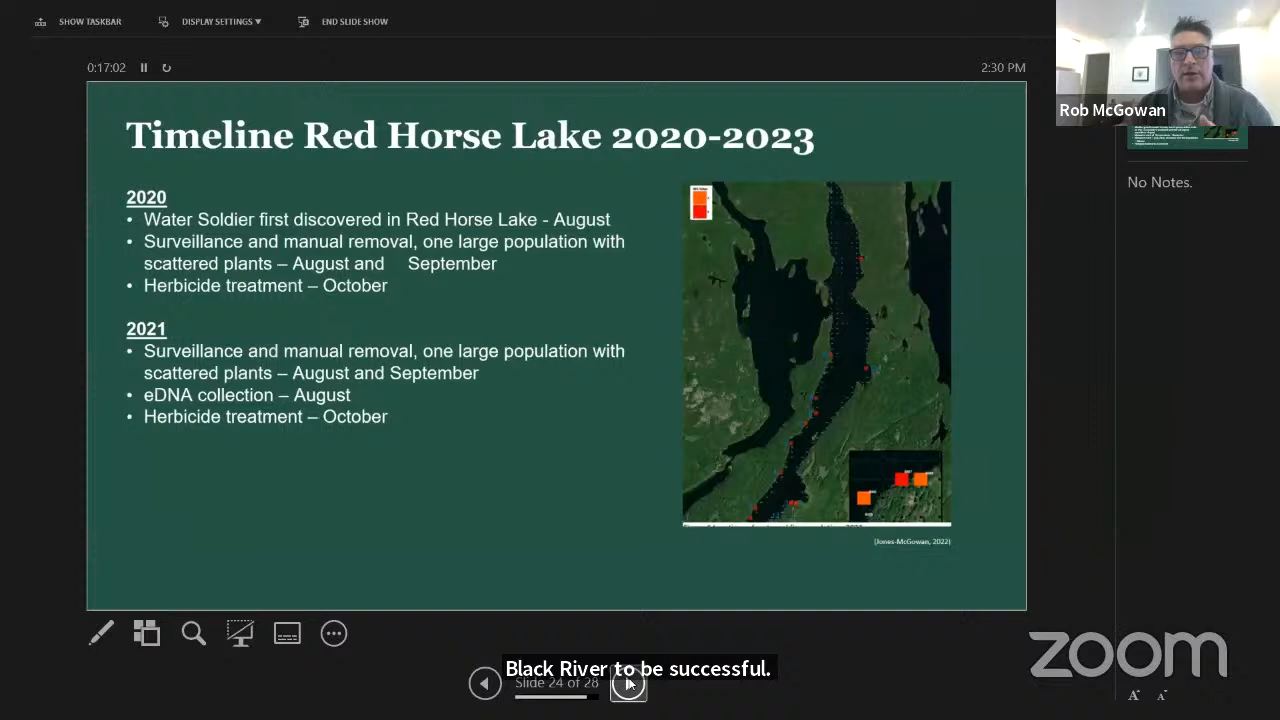 SHOW TASKBAR
DISPLAY SETTINGS ▼
END SLIDE SHOW
0:17:02
2:30 PM
Rob McGowan
Timeline Red Horse Lake 2020-2023
2020
• Water Soldier first discovered in Red Horse Lake - August
• Surveillance and manual removal, one large population with
scattered plants – August and September
• Herbicide treatment – October
2021
• Surveillance and manual removal, one large population with
scattered plants – August and September
• eDNA collection – August
• Herbicide treatment – October
(Jones-McGowan, 2022)
No Notes.
Black River to be successful.
Slide 24 of 28
zoom
A A